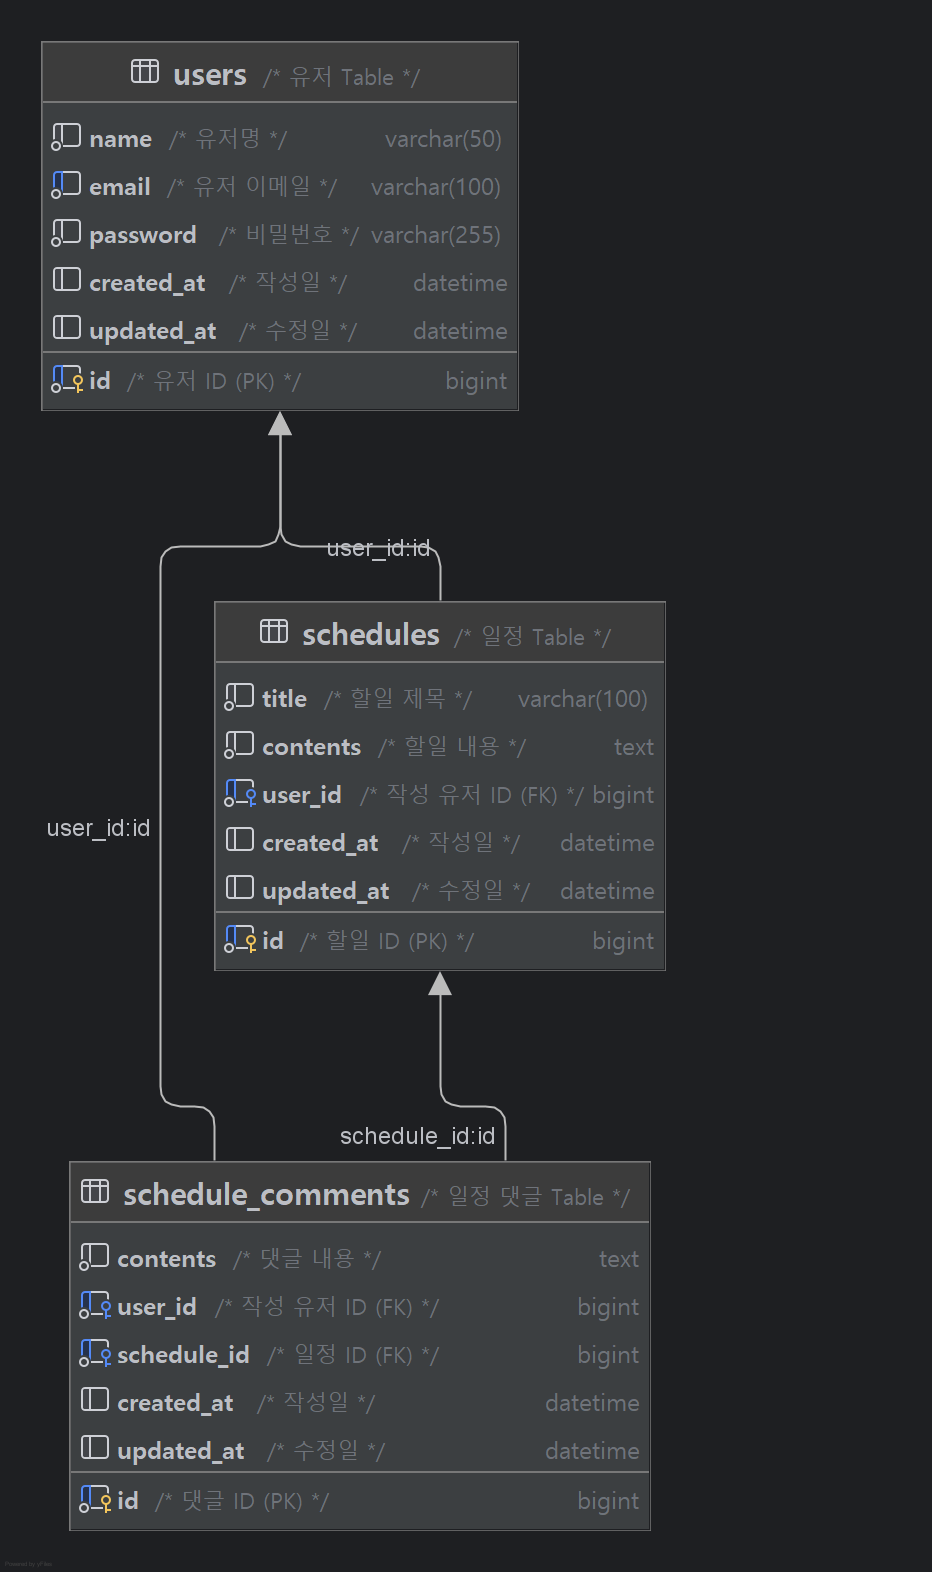 users /* 유저 Table */
name /* 유저명 */ varchar(50)
email /* 유저 이메일 */ varchar(100)
password /* 비밀번호 */ varchar(255)
created_at /* 작성일 */ datetime
updated_at /* 수정일 */ datetime
id /* 유저 ID (PK) */ bigint
user_id:id
schedules /* 일정 Table */
title /* 할일 제목 */ varchar(100)
contents /* 할일 내용 */ text
user_id /* 작성 유저 ID (FK) */ bigint
created_at /* 작성일 */ datetime
updated_at /* 수정일 */ datetime
id /* 할일 ID (PK) */ bigint
user_id:id
schedule_id:id
schedule_comments /* 일정 댓글 Table */
contents /* 댓글 내용 */ text
user_id /* 작성 유저 ID (FK) */ bigint
schedule_id /* 일정 ID (FK) */ bigint
created_at /* 작성일 */ datetime
updated_at /* 수정일 */ datetime
id /* 댓글 ID (PK) */ bigint
Powered by yFiles